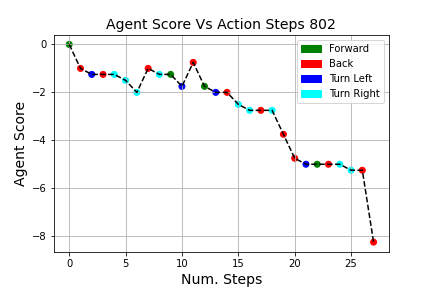 Agent Score Vs Action Steps 802
Forward
Back
Turn Left
Turn Right
Agent Score
0
−2
−4
−6
−8
0 5 10 15 20 25
Num. Steps